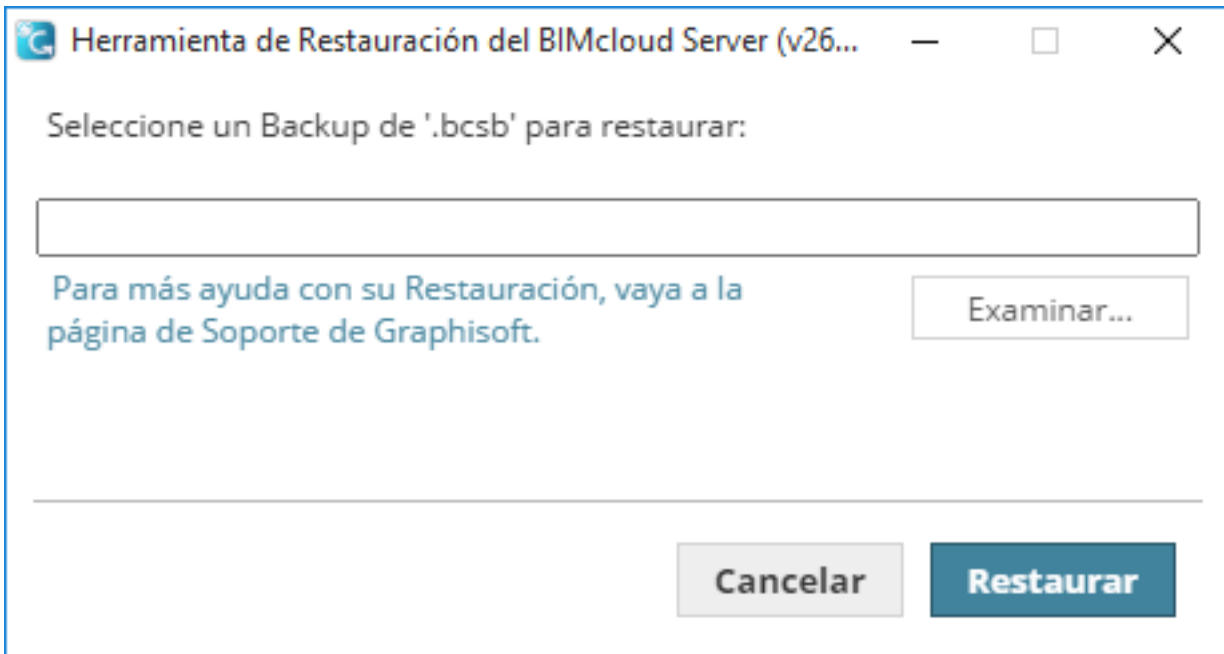 Herramienta de Restauración del BIMcloud Server (v26...
Seleccione un Backup de '.bcsb' para restaurar:
Para más ayuda con su Restauración, vaya a la
página de Soporte de Graphisoft.
Examinar...
Cancelar
Restaurar